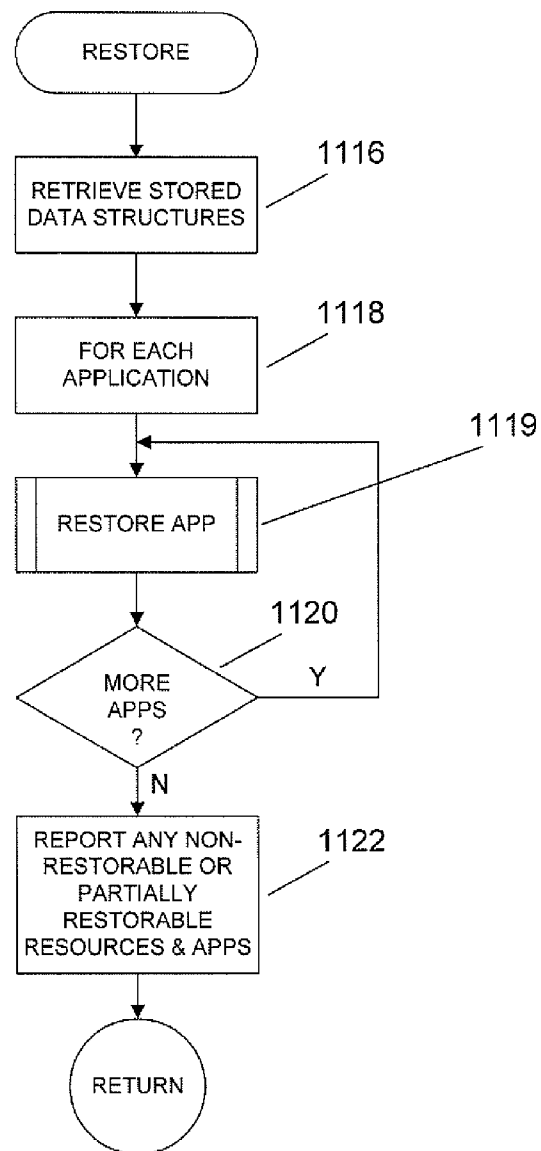 RESTORE
1116
RETRIEVE STORED
DATA STRUCTURES
1118
FOR EACH
APPLICATION
1119
RESTORE APP
1120
MORE
APPS
?
Y
N
1122
REPORT ANY NON-
RESTORABLE OR
PARTIALLY
RESTORABLE
RESOURCES & APPS
RETURN